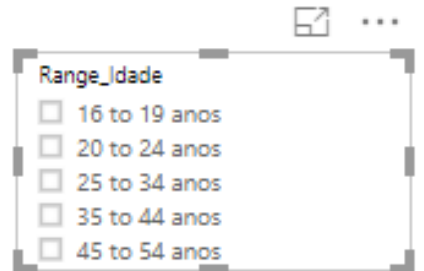 Range_Idade
16 to 19 anos
20 to 24 anos
25 to 34 anos
35 to 44 anos
45 to 54 anos